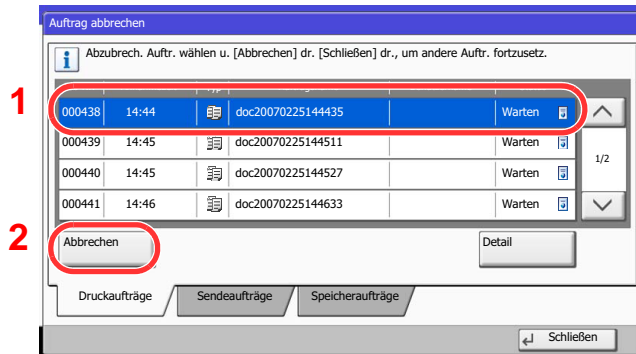 Auftrag abbrechen
Abzubrech. Auftr. wählen u. [Abbrechen] dr. [Schließen] dr., um andere Auftr. fortzusetz.
1
000438 14:44 doc20070225144435 Warten
000439 14:45 doc20070225144511 Warten
1/2
000440 14:45 doc20070225144527 Warten
000441 14:46 doc20070225144633 Warten
2
Abbrechen Detail
Druckaufträge Sendeaufträge Speicheraufträge
Schließen